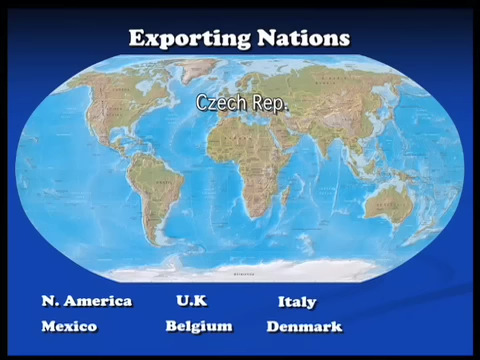 Exporting Nations
Czech Rep.
N. America U.K Italy
Mexico Belgium Denmark